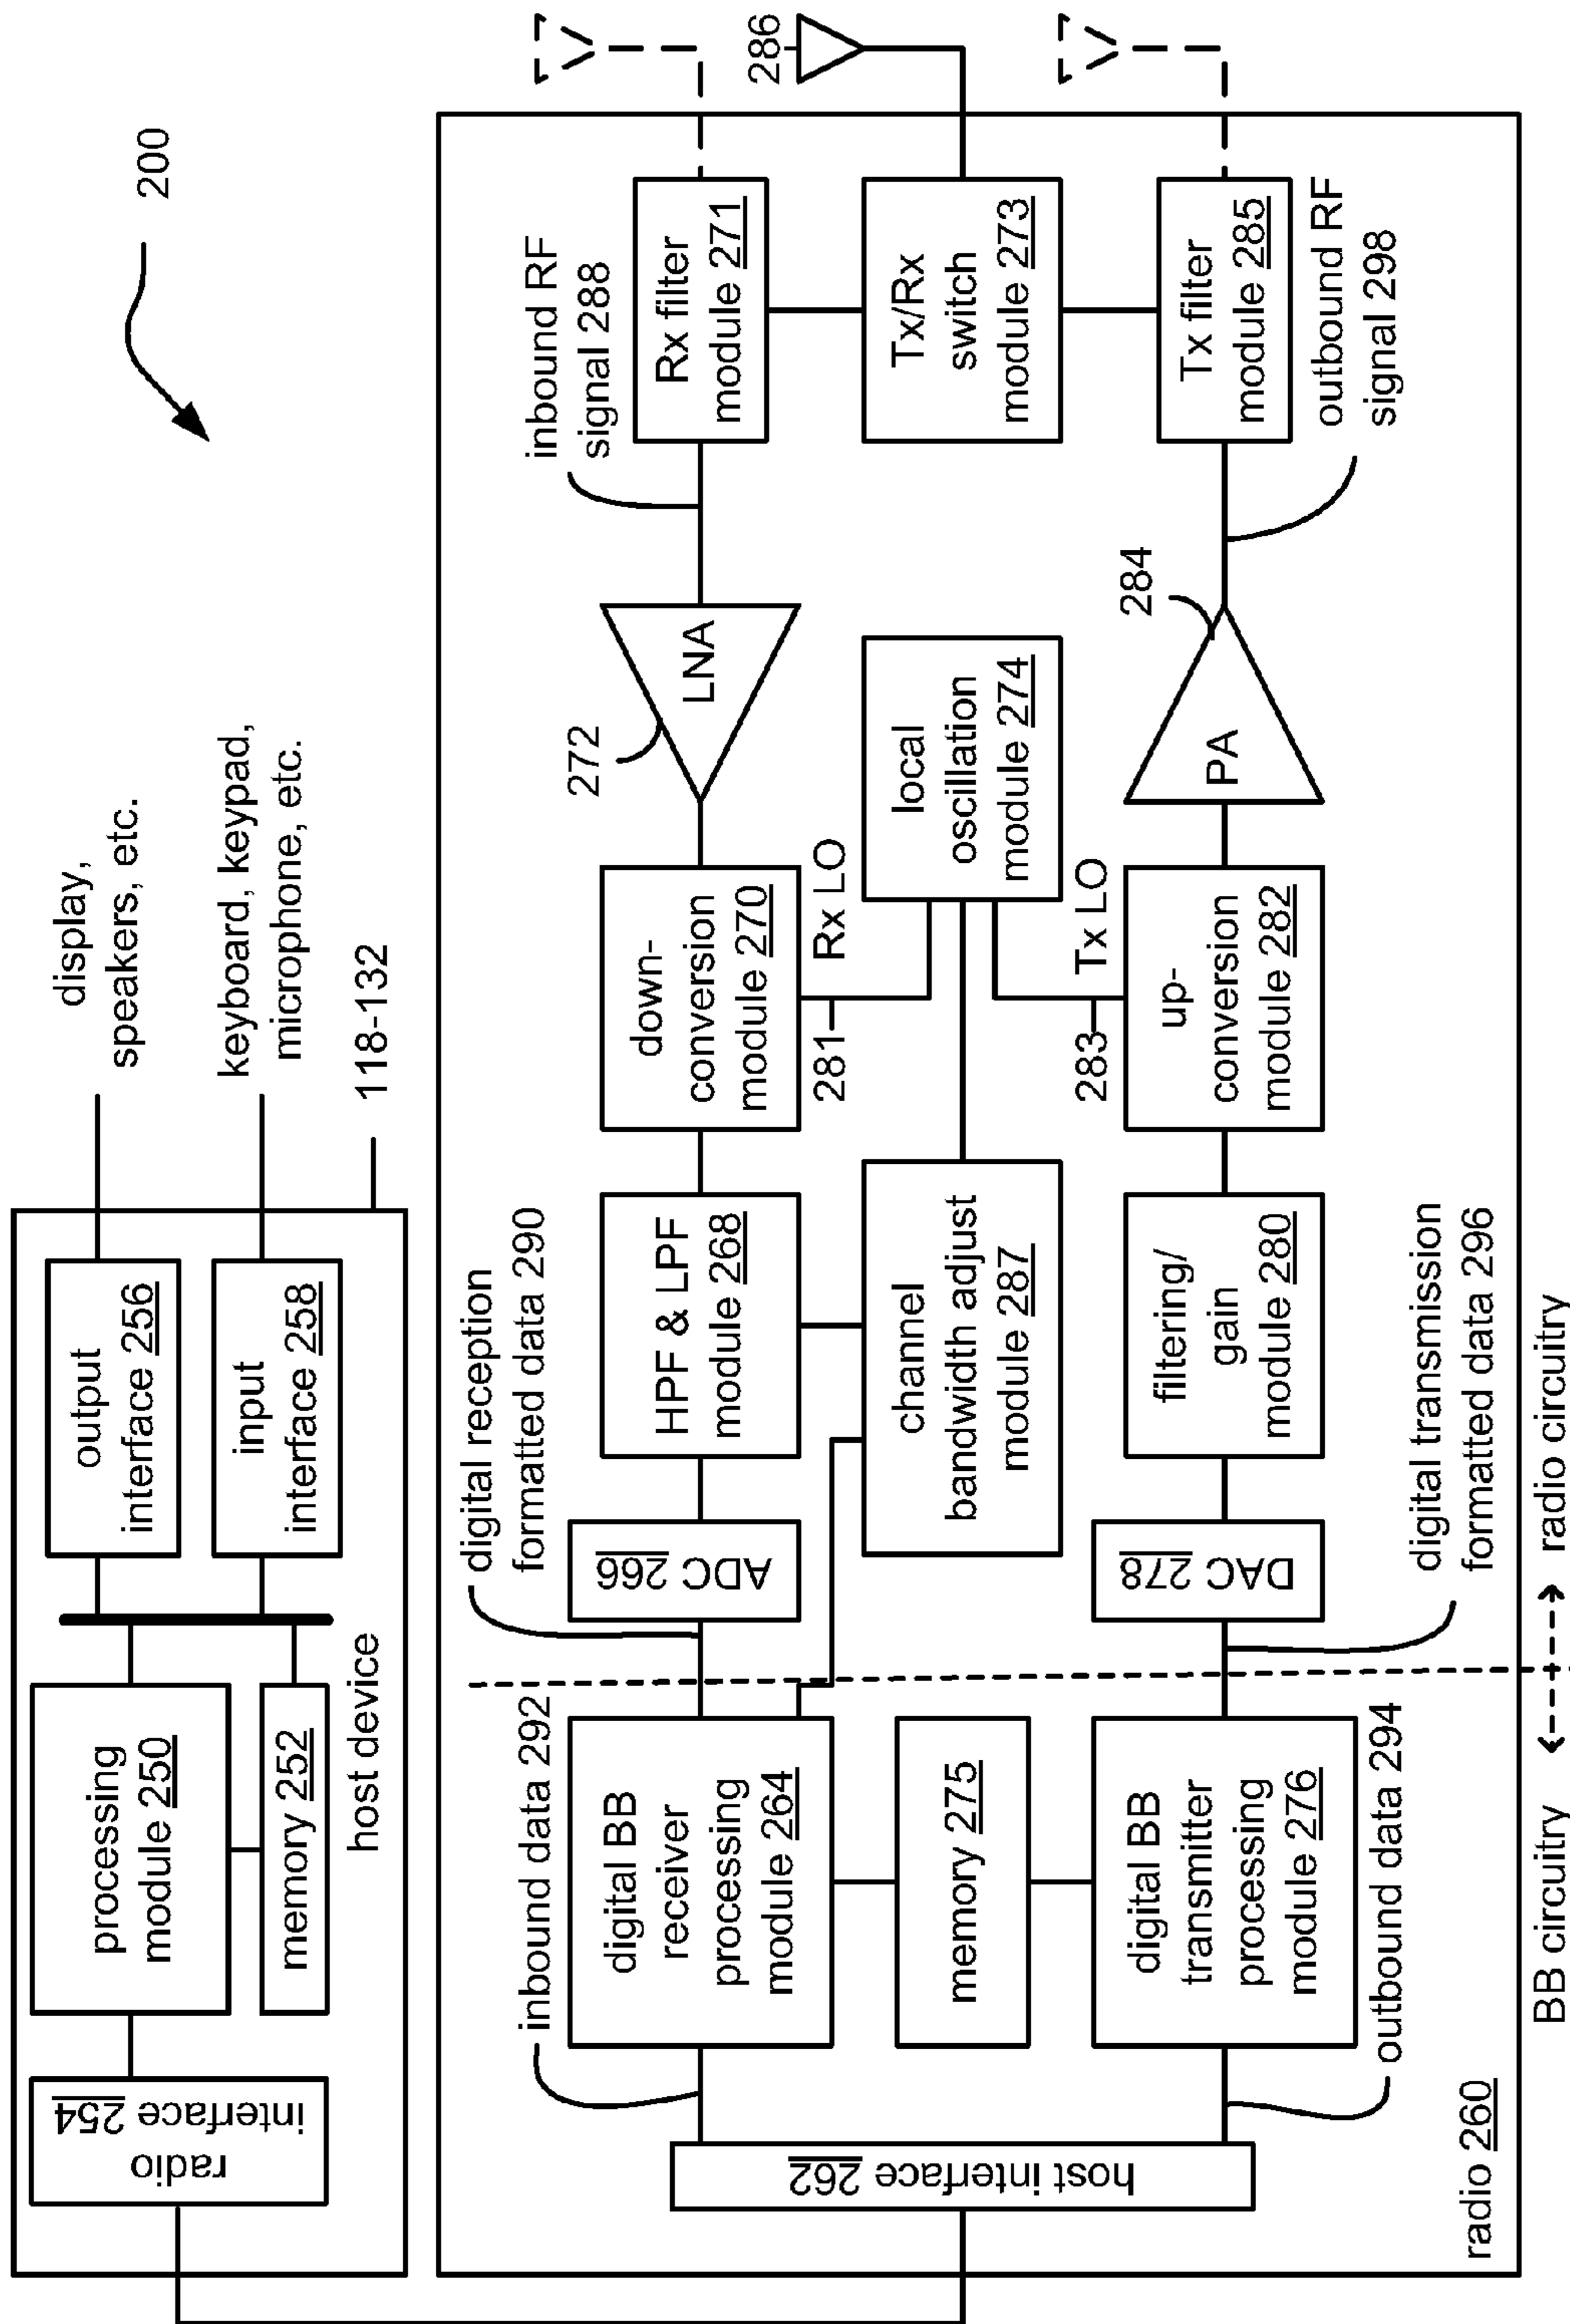 200
display,
speakers, etc.
keyboard, keypad,
microphone, etc.
118-132
radio
interface 254
processing
module 250
memory 252
output
interface 256
input
interface 258
host device
286
inbound data 292
digital reception
formatted data 290
inbound RF
signal 288
272
LNA
digital BB
receiver
processing
module 264
ADC 266
HPF & LPF
module 268
down-
conversion
module 270
Rx filter
module 271
281
Rx LO
host interface 262
memory 275
channel
bandwidth adjust
module 287
local
oscillation
module 274
Tx/Rx
switch
module 273
283
Tx LO
284
PA
digital BB
transmitter
processing
module 276
DAC 278
filtering/
gain
module 280
up-
conversion
module 282
Tx filter
module 285
outbound data 294
digital transmission
formatted data 296
outbound RF
signal 298
radio 260
BB circuitry
radio circuitry